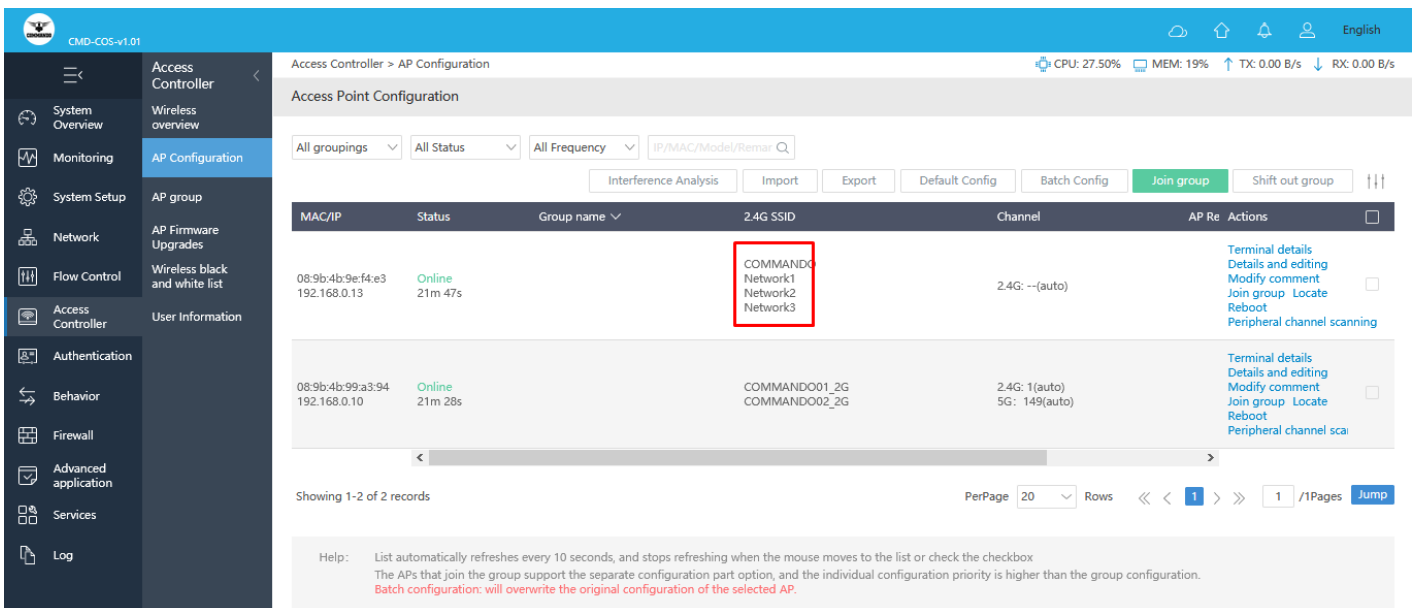 COMMANDO
CMD-COS-v1.01
English
System Overview
Monitoring
System Setup
Network
Flow Control
Access Controller
Authentication
Behavior
Firewall
Advanced application
Services
Log
Access Controller
Wireless overview
AP Configuration
AP group
AP Firmware Upgrades
Wireless black and white list
User Information
Access Controller > AP Configuration
CPU: 27.50% MEM: 19% TX: 0.00 B/s RX: 0.00 B/s
Access Point Configuration
All groupings All Status All Frequency IP/MAC/Model/Remar
Interference Analysis Import Export Default Config Batch Config Join group Shift out group
MAC/IP Status Group name 2.4G SSID Channel AP Re Actions
08:9b:4b:9e:f4:e3
192.168.0.13
Online
21m 47s
COMMANDO
Network1
Network2
Network3
2.4G: --(auto)
Terminal details
Details and editing
Modify comment
Join group Locate
Reboot
Peripheral channel scanning
08:9b:4b:99:a3:94
192.168.0.10
Online
21m 28s
COMMANDO01_2G
COMMANDO02_2G
2.4G: 1(auto)
5G: 149(auto)
Terminal details
Details and editing
Modify comment
Join group Locate
Reboot
Peripheral channel sca
Showing 1-2 of 2 records
PerPage 20 Rows 1 1 /1Pages Jump
Help: List automatically refreshes every 10 seconds, and stops refreshing when the mouse moves to the list or check the checkbox
The APs that join the group support the separate configuration part option, and the individual configuration priority is higher than the group configuration.
Batch configuration: will overwrite the original configuration of the selected AP.